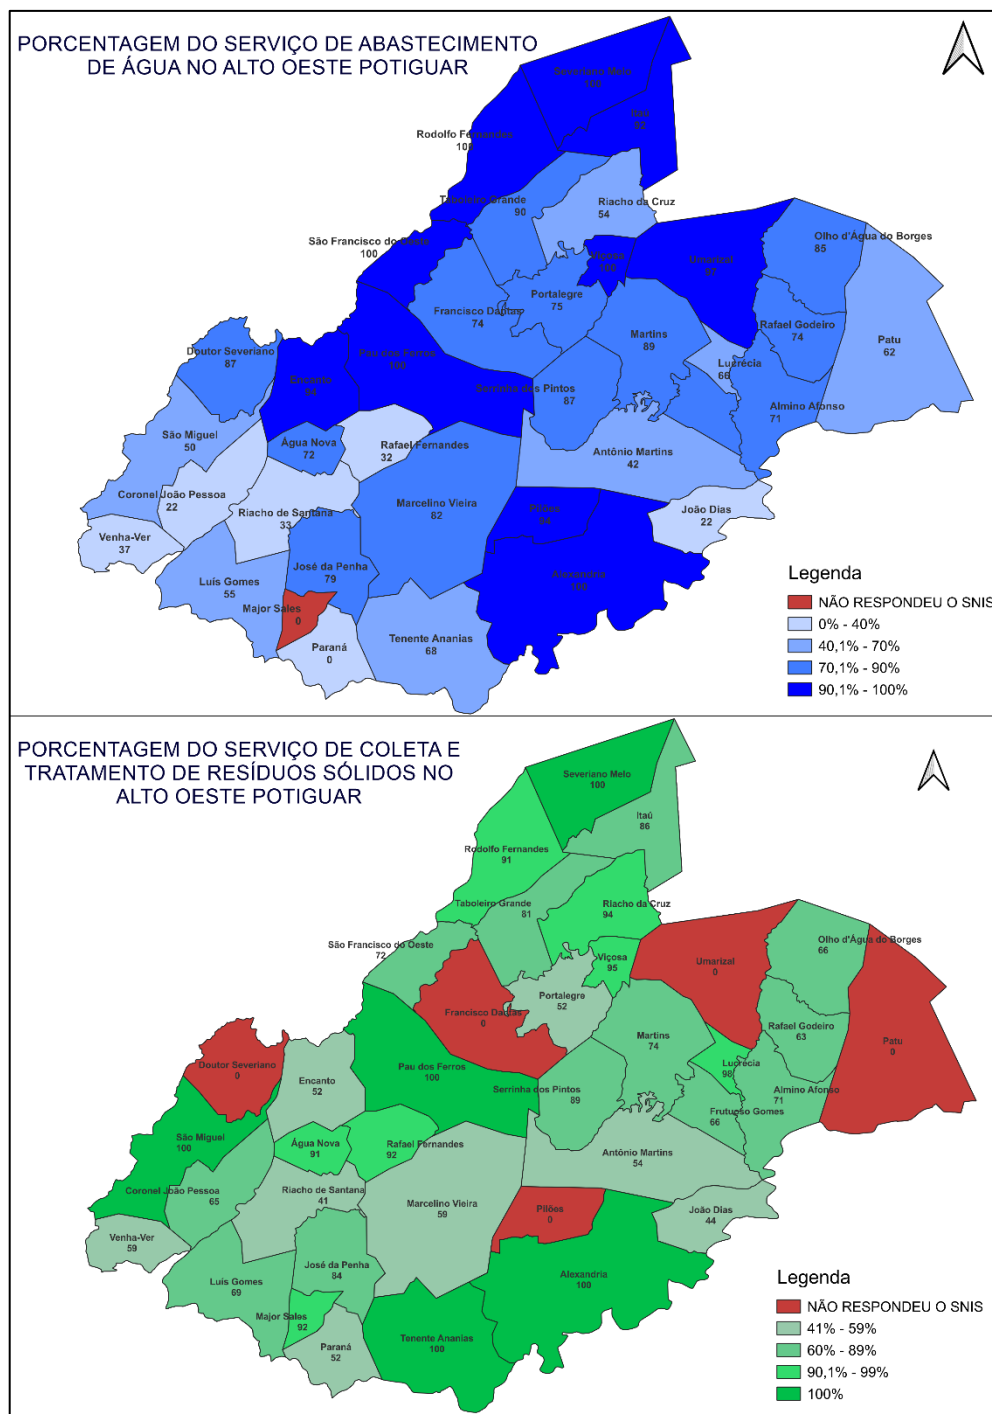 PORCENTAGEM DO SERVIÇO DE ABASTECIMENTO
DE ÁGUA NO ALTO OESTE POTIGUAR
Severiano Melo
100
Itaú
92
Rodolfo Fernandes
100
Taboleiro Grande
90
Riacho da Cruz
54
São Francisco do Oeste
100
Viçosa
100
Umarizal
97
Olho d'Água do Borges
85
Portalegre
75
Francisco Dantas
74
Martins
89
Rafael Godeiro
74
Patu
62
Doutor Severiano
87
Pau dos Ferros
100
Lucrécia
66
Encanto
91
Serrinha dos Pintos
87
Almino Afonso
71
São Miguel
50
Água Nova
72
Rafael Fernandes
32
Antônio Martins
42
Coronel João Pessoa
22
Riacho de Santana
33
Marcelino Vieira
82
Pilões
94
João Dias
22
Venha-Ver
37
José da Penha
79
Alexandria
100
Luís Gomes
55
Major Sales
0
Paraná
0
Tenente Ananias
68
Legenda
NÃO RESPONDEU O SNIS
0% - 40%
40,1% - 70%
70,1% - 90%
90,1% - 100%
PORCENTAGEM DO SERVIÇO DE COLETA E
TRATAMENTO DE RESÍDUOS SÓLIDOS NO
ALTO OESTE POTIGUAR
Severiano Melo
100
Itaú
86
Rodolfo Fernandes
91
Taboleiro Grande
81
Riacho da Cruz
94
São Francisco do Oeste
72
Viçosa
95
Umarizal
0
Olho d'Água do Borges
66
Portalegre
52
Francisco Dantas
0
Martins
74
Rafael Godeiro
63
Patu
0
Doutor Severiano
0
Pau dos Ferros
100
Lucrécia
98
Encanto
52
Serrinha dos Pintos
89
Almino Afonso
71
Frutuoso Gomes
66
São Miguel
100
Água Nova
91
Rafael Fernandes
92
Antônio Martins
54
Coronel João Pessoa
65
Riacho de Santana
41
Marcelino Vieira
59
Pilões
0
João Dias
44
Venha-Ver
59
José da Penha
84
Alexandria
100
Luís Gomes
69
Major Sales
92
Paraná
52
Tenente Ananias
100
Legenda
NÃO RESPONDEU O SNIS
41% - 59%
60% - 89%
90,1% - 99%
100%